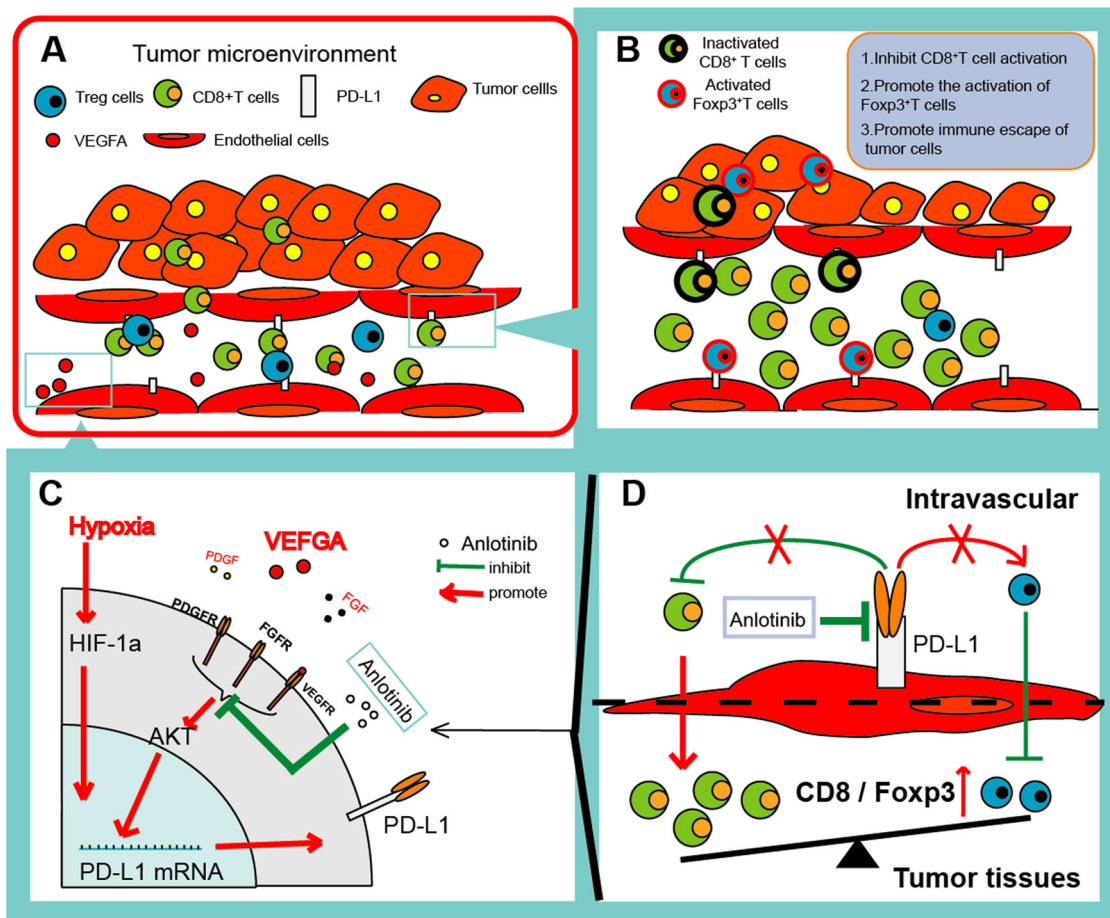 A
Tumor microenvironment
Treg cells
CD8+T cells
PD-L1
Tumor cellls
VEGFA
Endothelial cells
B
Inactivated
CD8⁺ T cells
Activated
Foxp3⁺T cells
1.Inhibit CD8⁺T cell activation
2.Promote the activation of
Foxp3⁺T cells
3.Promote immune escape of
tumor cells
C
Hypoxia
VEFGA
PDGF
FGF
Anlotinib
inhibit
promote
HIF-1a
PDGFR
FGFR
VEGFR
Anlotinib
AKT
PD-L1
PD-L1 mRNA
D
Intravascular
Anlotinib
PD-L1
CD8 / Foxp3
Tumor tissues